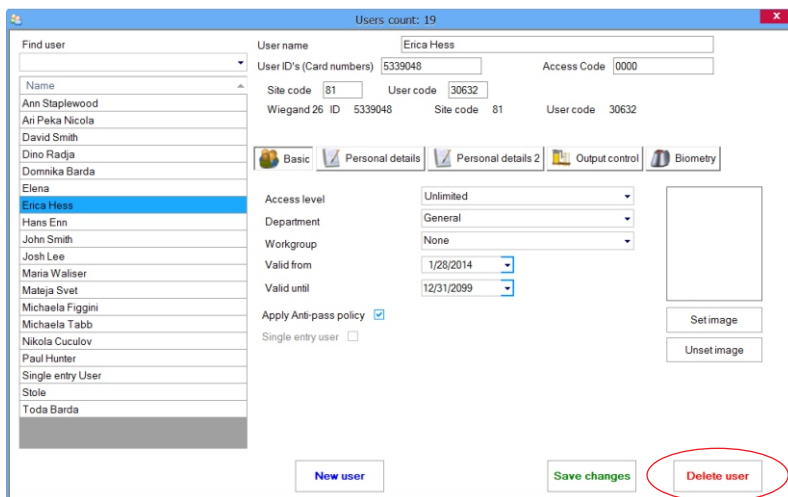 Users count: 19
x
Find user
Name
Ann Staplewood
Ari Peka Nicola
David Smith
Dino Radja
Domnika Barda
Elena
Erica Hess
Hans Enn
John Smith
Josh Lee
Maria Waliser
Mateja Svet
Michaela Figgini
Michaela Tabb
Nikola Cuculov
Paul Hunter
Single entry User
Stole
Toda Barda
User name Erica Hess
User ID's (Card numbers) 5339048 Access Code 0000
Site code 81 User code 30632
Wiegand 26 ID 5339048 Site code 81 User code 30632
Basic Personal details Personal details 2 Output control Biometry
Access level Unlimited
Department General
Workgroup None
Valid from 1/28/2014
Valid until 12/31/2099
Apply Anti-pass policy
Single entry user
Set image
Unset image
New user Save changes Delete user